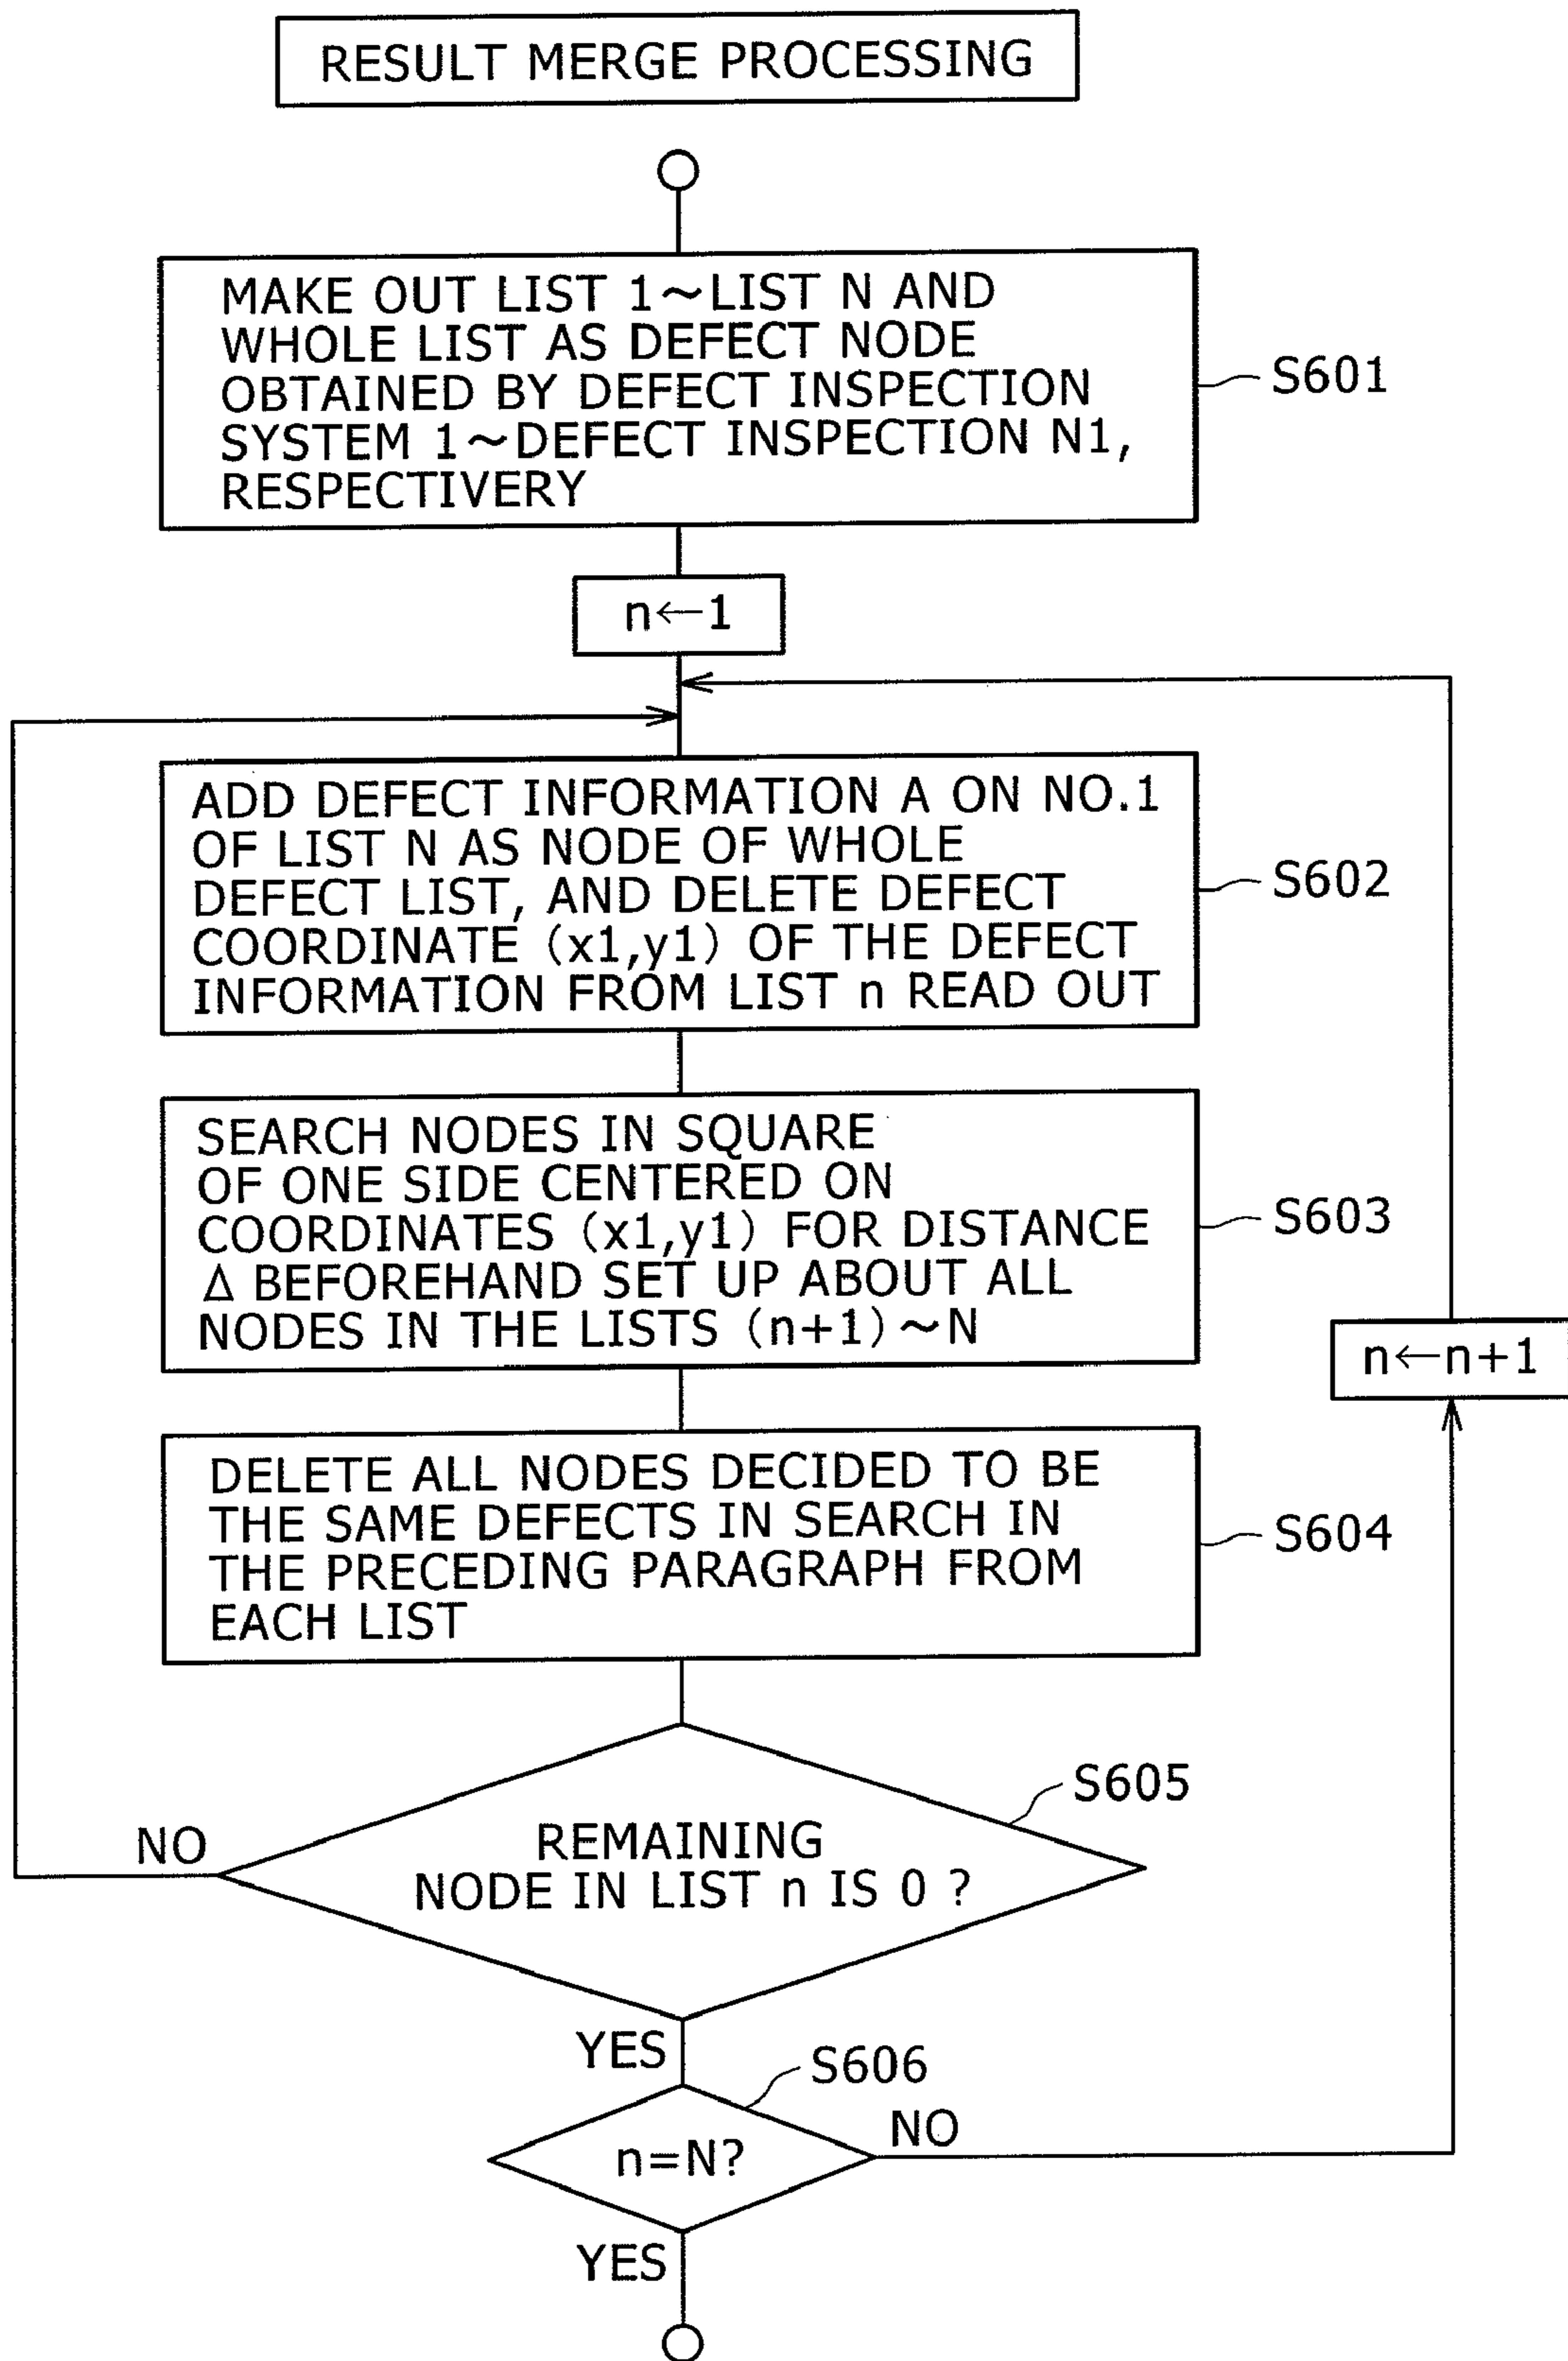 RESULT MERGE PROCESSING
MAKE OUT LIST 1~LIST N AND
WHOLE LIST AS DEFECT NODE
OBTAINED BY DEFECT INSPECTION
SYSTEM 1~DEFECT INSPECTION N1,
RESPECTIVERY
S601
n←1
ADD DEFECT INFORMATION A ON NO.1
OF LIST N AS NODE OF WHOLE
DEFECT LIST, AND DELETE DEFECT
COORDINATE (x1,y1) OF THE DEFECT
INFORMATION FROM LIST n READ OUT
S602
SEARCH NODES IN SQUARE
OF ONE SIDE CENTERED ON
COORDINATES (x1,y1) FOR DISTANCE
Δ BEFOREHAND SET UP ABOUT ALL
NODES IN THE LISTS (n+1)~N
S603
n←n+1
DELETE ALL NODES DECIDED TO BE
THE SAME DEFECTS IN SEARCH IN
THE PRECEDING PARAGRAPH FROM
EACH LIST
S604
S605
NO
REMAINING
NODE IN LIST n IS 0 ?
YES
S606
n=N?
NO
YES